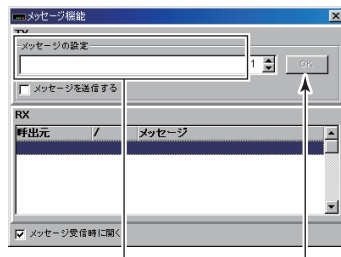 メッセージ機能
TX
メッセージの設定
1
OK
メッセージを送信する
RX
呼出元 / メッセージ
メッセージ受信時に開く